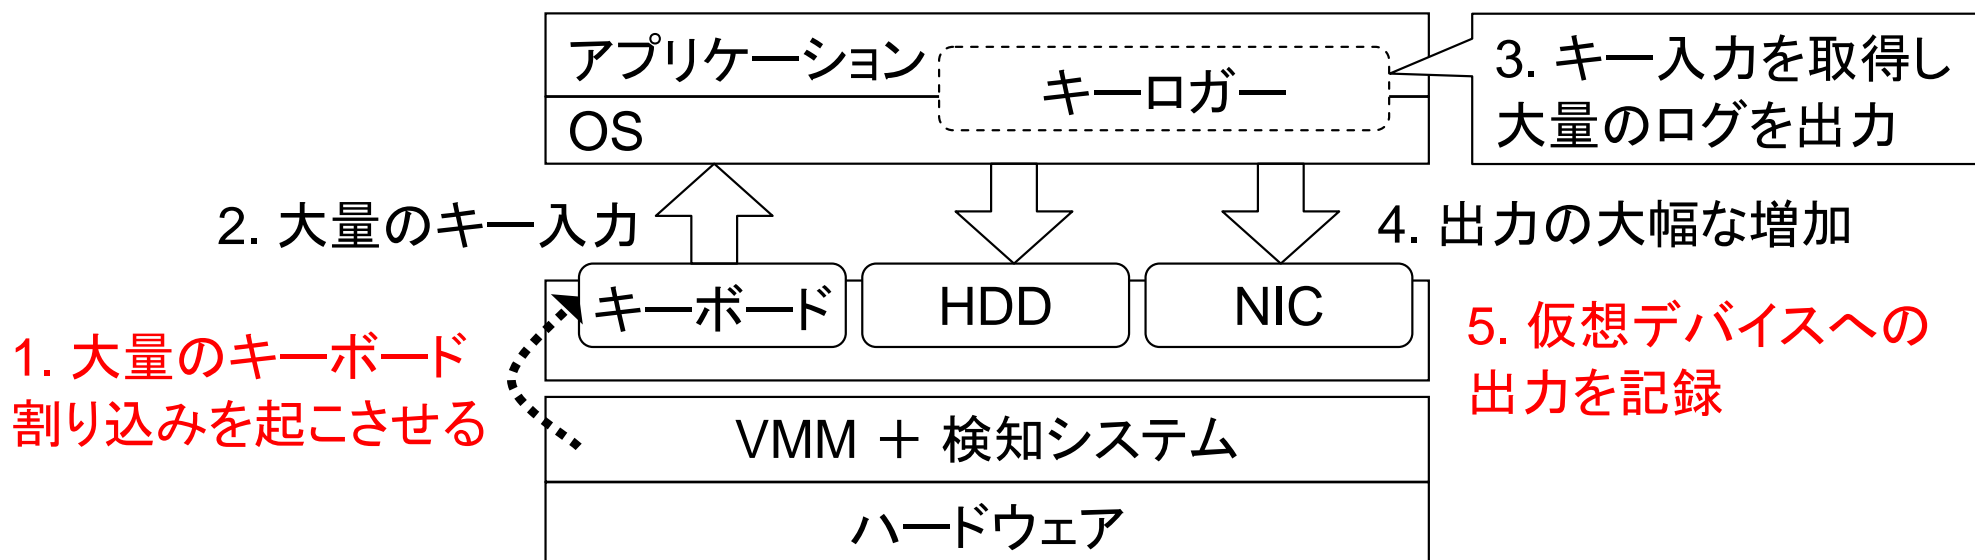 アプリケーション
キーロガー
OS
3. キー入力を取得し
大量のログを出力
2. 大量のキー入力
4. 出力の大幅な増加
キーボード
HDD
NIC
1. 大量のキーボード
割り込みを起こさせる
5. 仮想デバイスへの
出力を記録
VMM ＋ 検知システム
ハードウェア